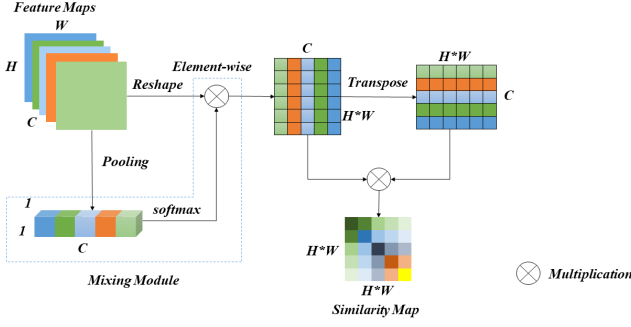 Feature Maps
W
H
C
Reshape
Element-wise
Pooling
1
1
C
softmax
Mixing Module
C
H*W
Transpose
H*W
C
H*W
H*W
Similarity Map
Multiplication